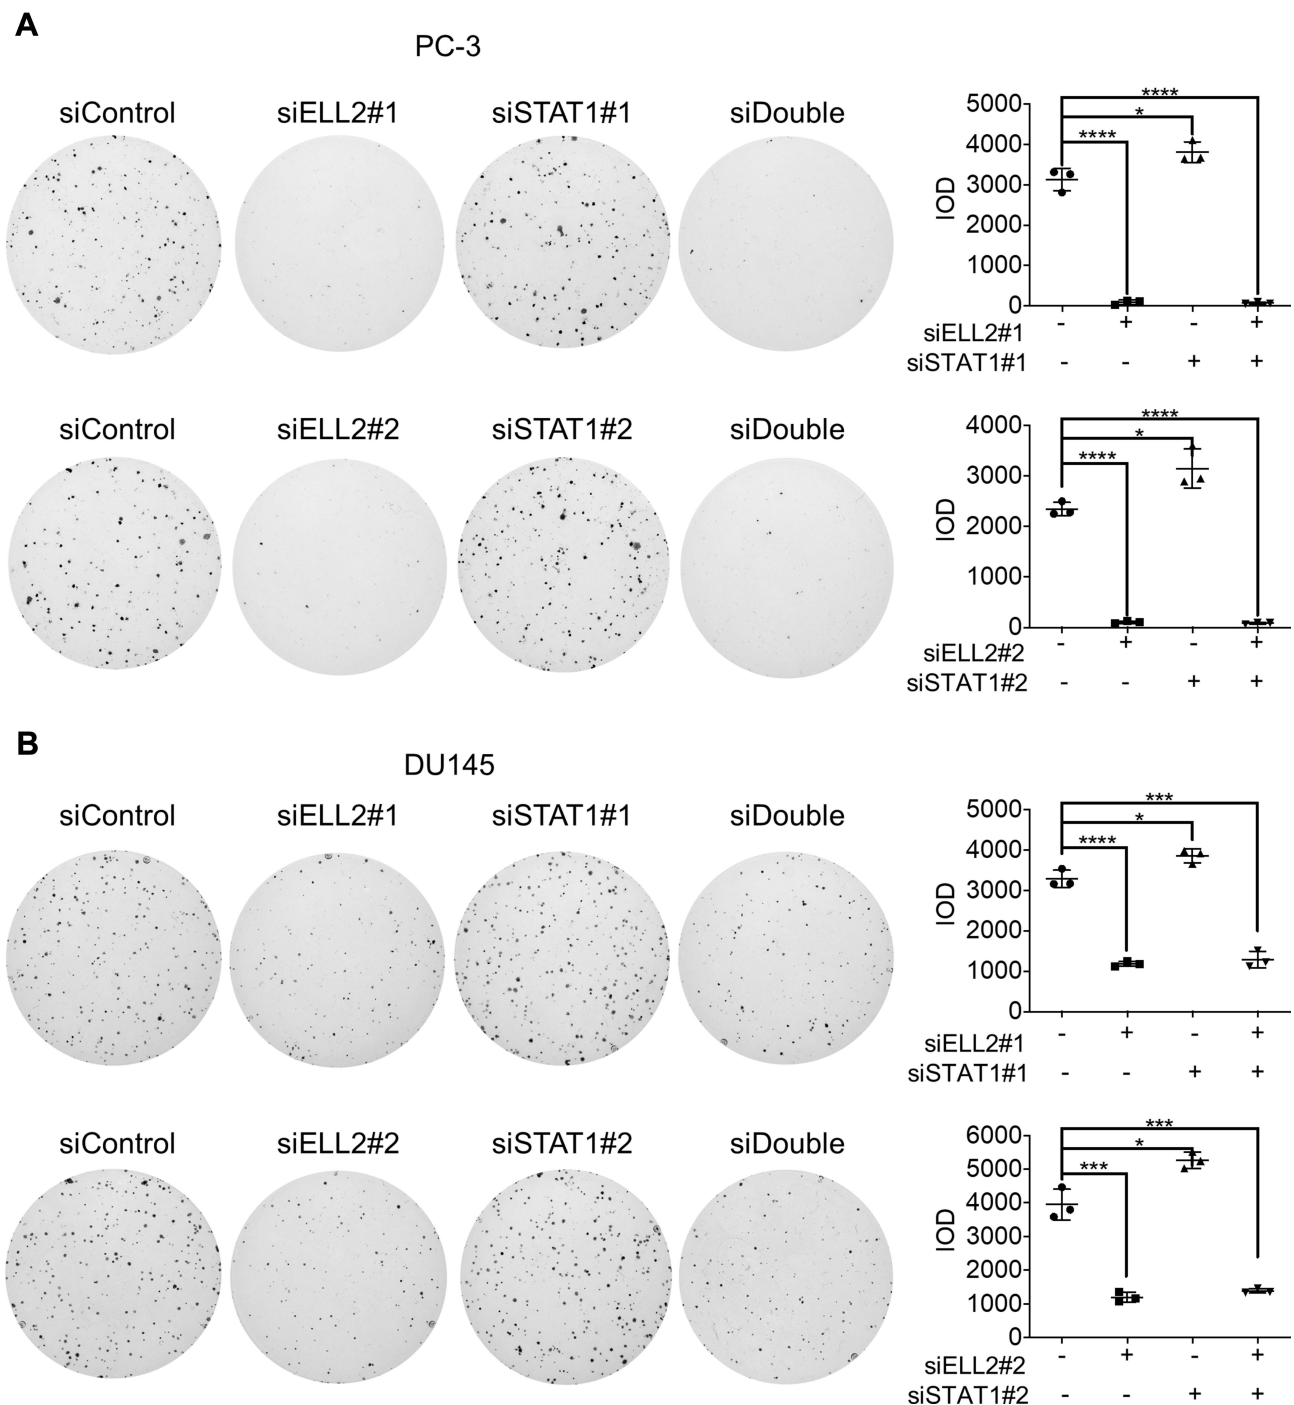 A
PC-3
siControl siELL2#1 siSTAT1#1 siDouble
****
*
****
5000
4000
3000
2000
1000
0
IOD
- + - +
siELL2#1
siSTAT1#1 - - + +
siControl siELL2#2 siSTAT1#2 siDouble
****
*
****
4000
3000
2000
1000
0
IOD
- + - +
siELL2#2
siSTAT1#2 - - + +
B
DU145
siControl siELL2#1 siSTAT1#1 siDouble
***
*
****
5000
4000
3000
2000
1000
0
IOD
- + - +
siELL2#1
siSTAT1#1 - - + +
siControl siELL2#2 siSTAT1#2 siDouble
***
*
***
6000
5000
4000
3000
2000
1000
0
IOD
- + - +
siELL2#2
siSTAT1#2 - - + +